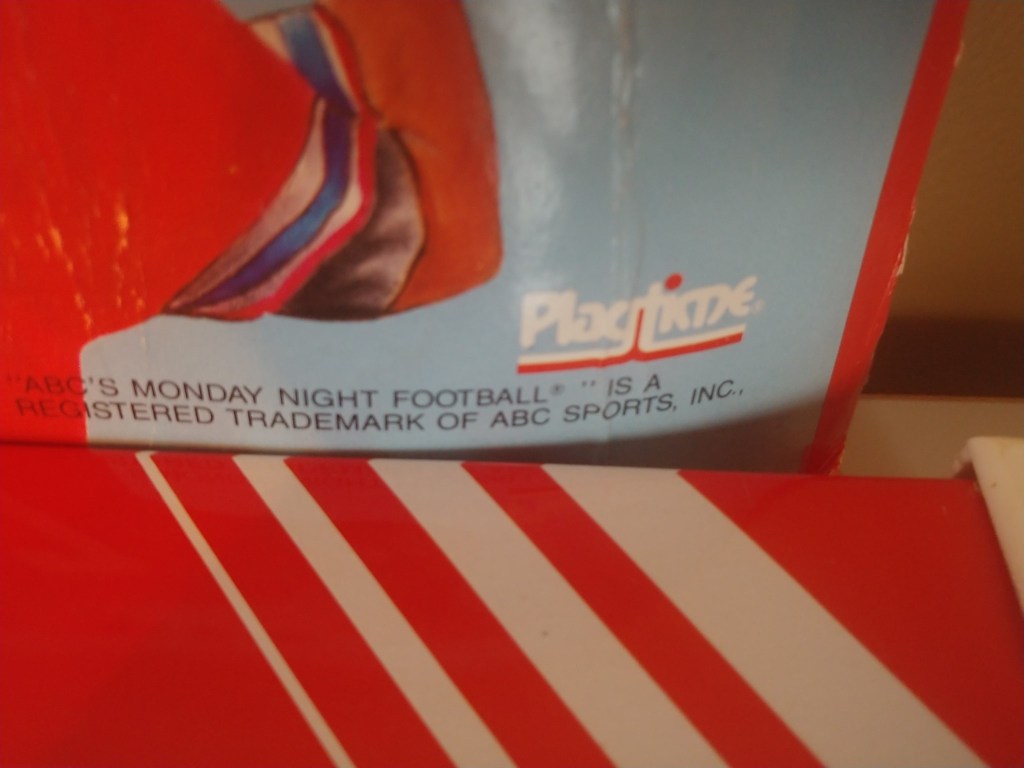 Playtime®
"ABC'S MONDAY NIGHT FOOTBALL® " IS A
REGISTERED TRADEMARK OF ABC SPORTS, INC.,